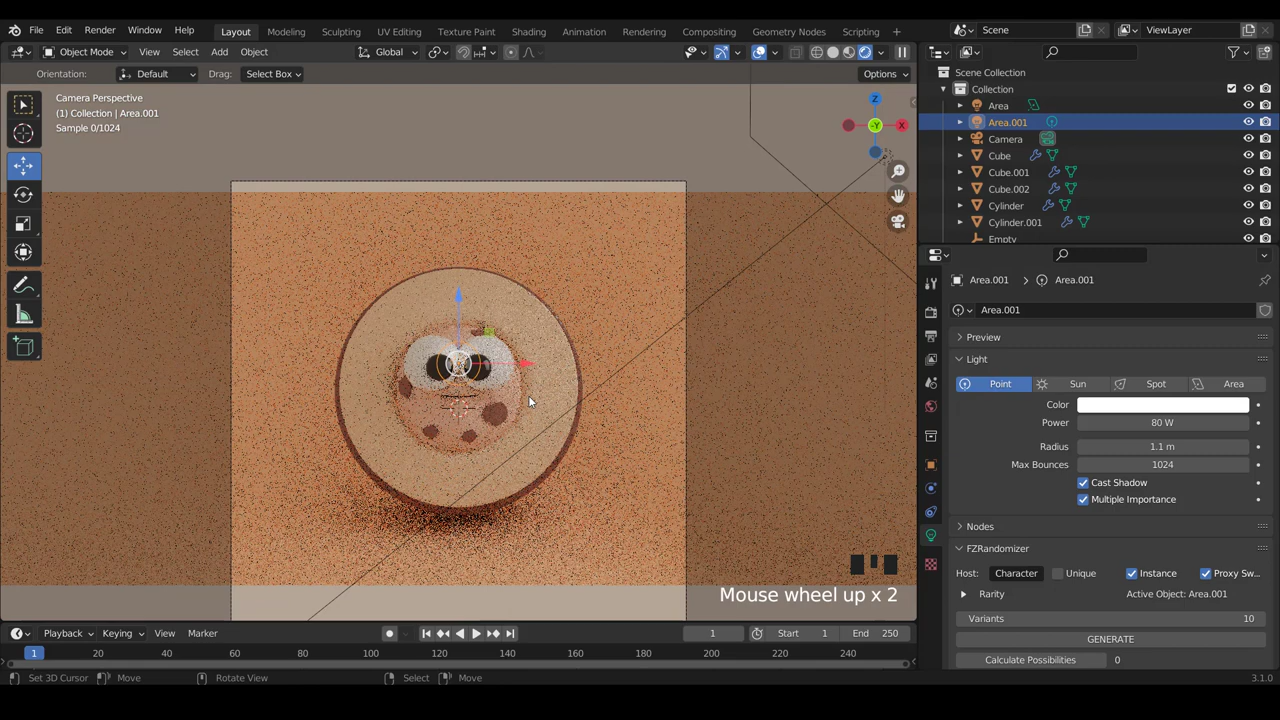 File Edit Render Window Help Layout Modeling Sculpting UV Editing Texture Paint Shading Animation Rendering Compositing Geometry Nodes Scripting + Scene ViewLayer
Object Mode View Select Add Object Global
Orientation: Default Drag: Select Box Options
Camera Perspective
(1) Collection | Area.001
Sample 0/1024
Z
X
-Y
Scene Collection
Collection
Area
Area.001
Camera
Cube
Cube.001
Cube.002
Cylinder
Cylinder.001
Empty
Area.001 > Area.001
Area.001
Preview
Light
Point Sun Spot Area
Color
Power 80 W
Radius 1.1 m
Max Bounces 1024
Cast Shadow
Multiple Importance
Nodes
FZRandomizer
Host: Character Unique Instance Proxy Sw...
Rarity Active Object: Area.001
Variants 10
GENERATE
Calculate Possibilities 0
Mouse wheel up x 2
Playback Keying View Marker 1 Start 1 End 250
1 20 40 60 80 100 120 140 160 180 200 220 240
Set 3D Cursor Move Rotate View Select Move 3.1.0